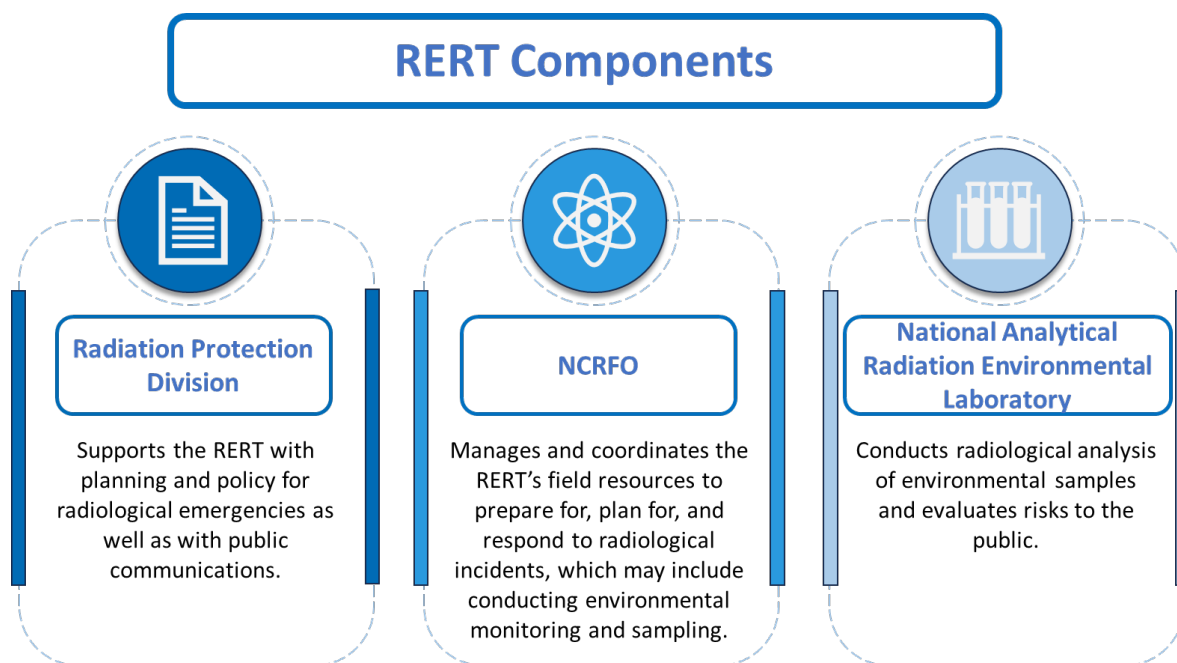 RERT Components
Radiation Protection
Division
Supports the RERT with
planning and policy for
radiological emergencies as
well as with public
communications.
NCRFO
Manages and coordinates the
RERT’s field resources to
prepare for, plan for, and
respond to radiological
incidents, which may include
conducting environmental
monitoring and sampling.
National Analytical
Radiation Environmental
Laboratory
Conducts radiological analysis
of environmental samples
and evaluates risks to the
public.